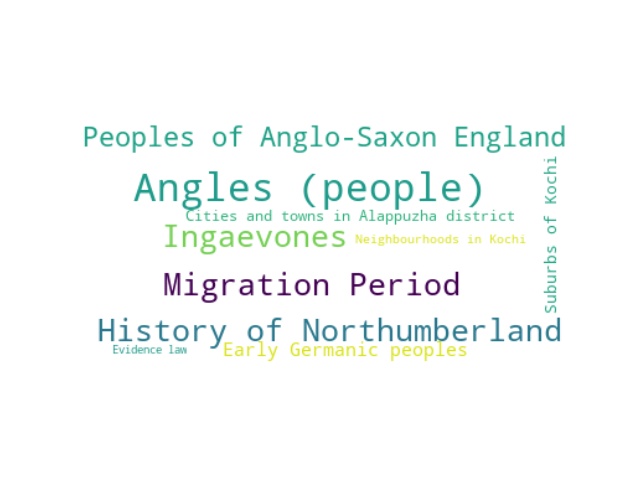 Peoples of Anglo-Saxon England
Angles (people)
Cities and towns in Alappuzha district
Ingaevones
Neighbourhoods in Kochi
Suburbs of Kochi
Migration Period
History of Northumberland
Evidence law
Early Germanic peoples